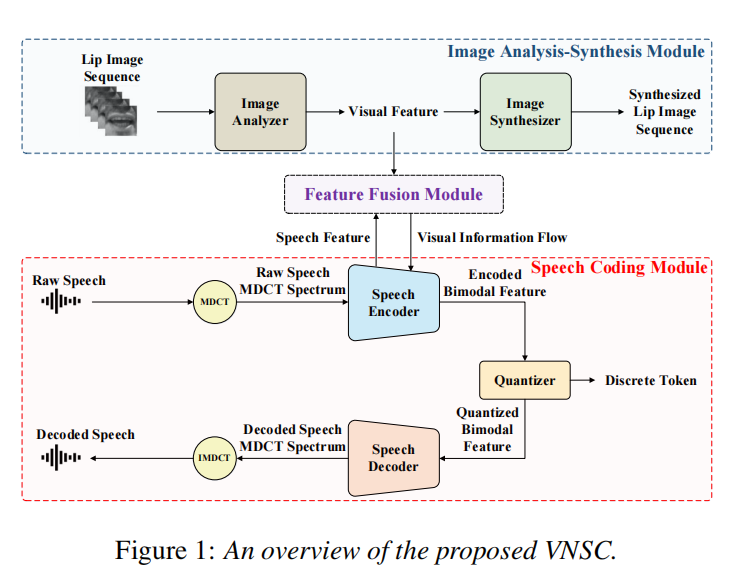 Image Analysis-Synthesis Module
Lip Image
Sequence
Image
Analyzer
Visual Feature
Image
Synthesizer
Synthesized
Lip Image
Sequence
Feature Fusion Module
Speech Feature
Visual Information Flow
Speech Coding Module
Raw Speech
MDCT
Raw Speech
MDCT Spectrum
Speech
Encoder
Encoded
Bimodal Feature
Quantizer
Discrete Token
Quantized
Bimodal
Feature
Decoded Speech
IMDCT
Decoded Speech
MDCT Spectrum
Speech
Decoder
Figure 1: An overview of the proposed VNSC.